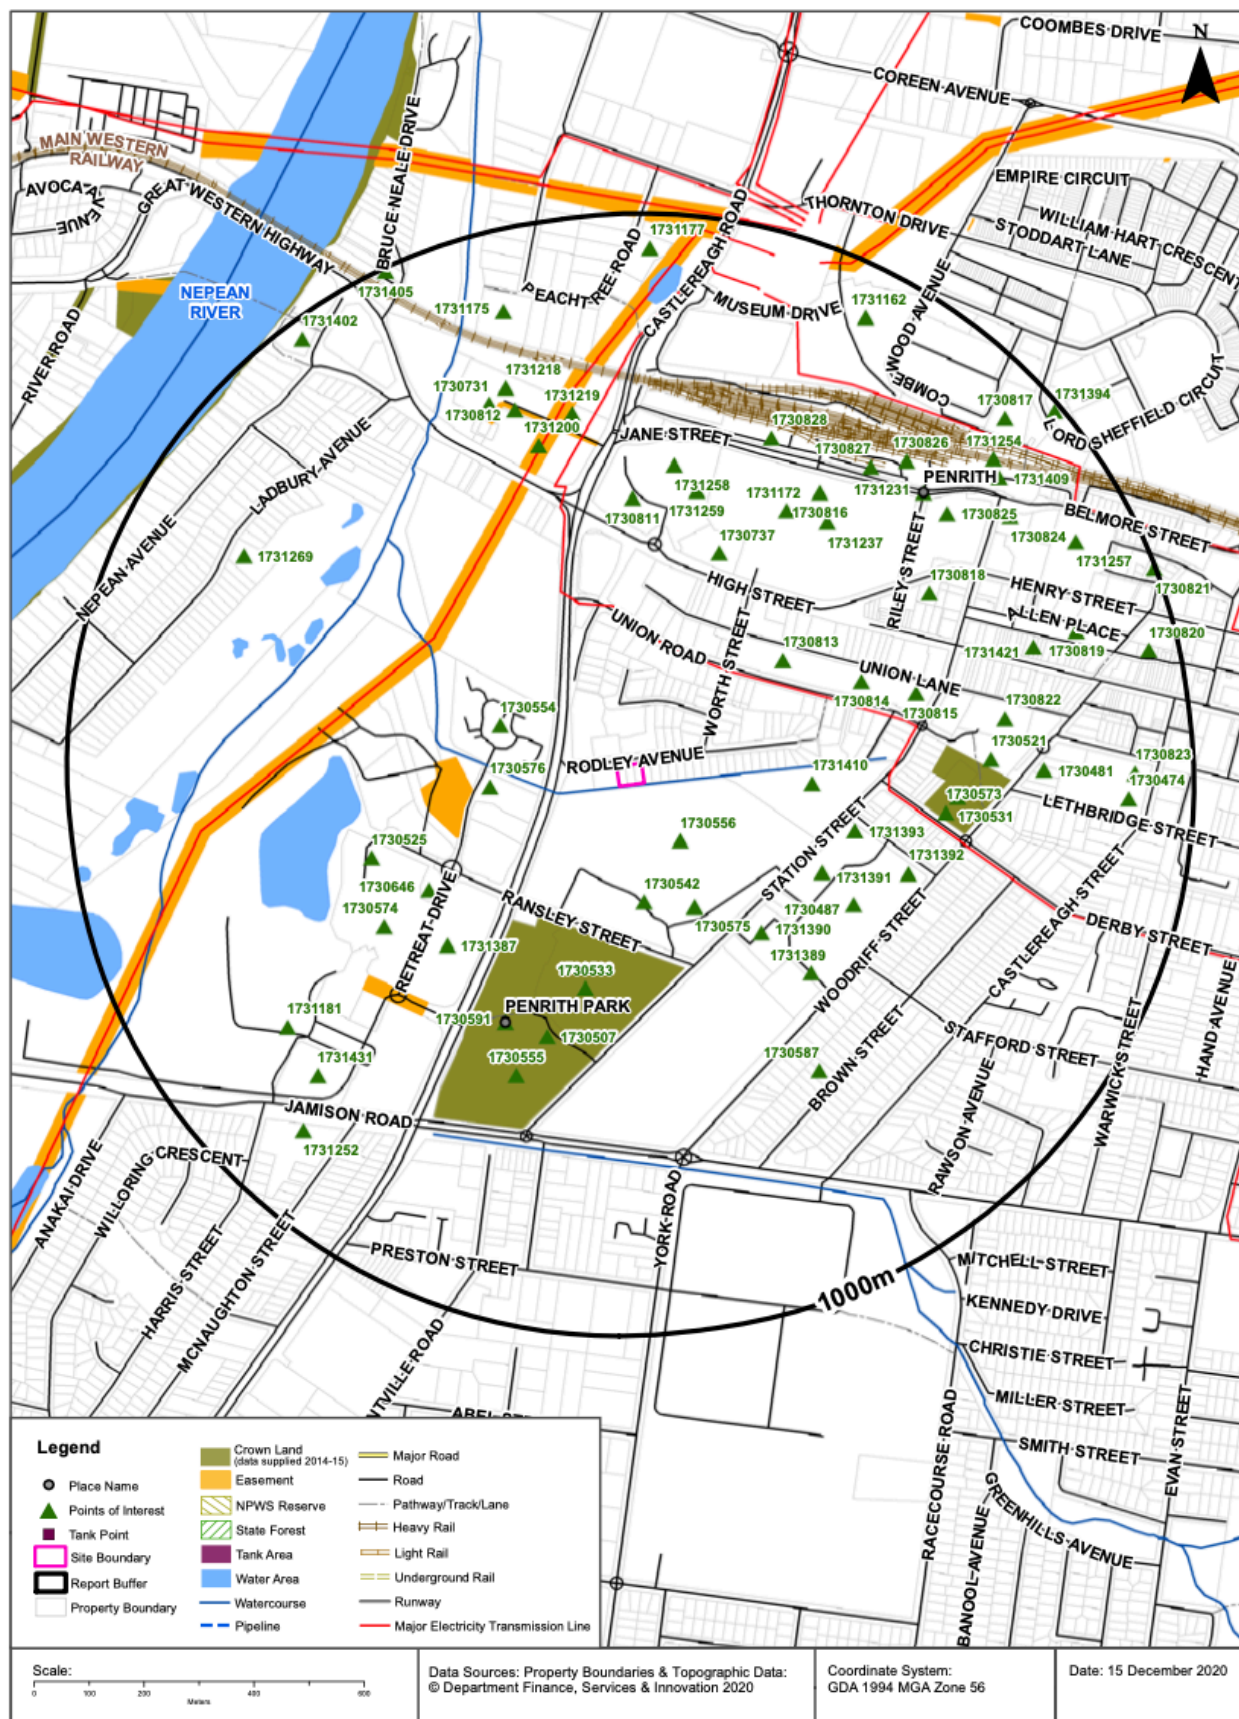 COOMBES DRIVE
N
COREEN AVENUE
MAIN WESTERN
RAILWAY
BRUCE NEALE DRIVE
AVOCA AVENUE
GREAT WESTERN HIGHWAY
EMPIRE CIRCUIT
THORNTON DRIVE
WILLIAM HART CRESCENT
STODDART LANE
CASTLEREAGH ROAD
1731177
PEACHTREE ROAD
NEPEAN
RIVER
1731405
1731175
MUSEUM DRIVE
1731162
COMBEWOOD AVENUE
1731402
RIVER ROAD
1731218
1730731
1730812
1731219
1731200
1730817
1731394
LORD SHEFFIELD CIRCUIT
1730828
JANE STREET
1730827
1730826
1731254
LADBURY AVENUE
1731258
1731172
1731231
PENRITH
1731409
1730811
1731259
1730816
1730825
BELMORE STREET
1731237
1730824
1730737
1731257
1731269
NEPEAN AVENUE
HIGH STREET
RILEY STREET
1730818
HENRY STREET
1730821
ALLEN PLACE
UNION ROAD
WORTH STREET
1730813
1731421
1730819
1730820
UNION LANE
1730814
1730815
1730822
1730554
1730521
RODLEY AVENUE
1730823
1730576
1731410
1730481
1730474
1730573
1730531
LETHBRIDGE STREET
1730556
1731393
1730525
STATION STREET
1731392
1730646
1730542
1731391
1730574
RANSLEY STREET
1730487
1730575
1731390
RETREAT DRIVE
1731387
WOODRIFF STREET
CASTLEREAGH STREET
DERBY STREET
1731389
1730533
HAND AVENUE
1731181
1730591
PENRITH PARK
1730507
STAFFORD STREET
1731431
1730555
1730587
BROWN STREET
WARWICK STREET
JAMISON ROAD
1731252
RAWSON AVENUE
WILLORING CRESCENT
ANAKAI DRIVE
HARRIS STREET
MCNAUGHTON STREET
YORK ROAD
PRESTON STREET
1000m
MITCHELL STREET
KENNEDY DRIVE
CHRISTIE STREET
MILLER STREET
SMITH STREET
EVAN STREET
RACECOURSE ROAD
GREENHILLS AVENUE
BANOOL AVENUE
NTVILLE ROAD
Legend
Place Name
Points of Interest
Tank Point
Site Boundary
Report Buffer
Property Boundary
Crown Land
(data supplied 2014-15)
Easement
NPWS Reserve
State Forest
Tank Area
Water Area
Watercourse
Pipeline
Major Road
Road
Pathway/Track/Lane
Heavy Rail
Light Rail
Underground Rail
Runway
Major Electricity Transmission Line
Scale:
0 100 200 400 600
Meters
Data Sources: Property Boundaries & Topographic Data:
© Department Finance, Services & Innovation 2020
Coordinate System:
GDA 1994 MGA Zone 56
Date: 15 December 2020